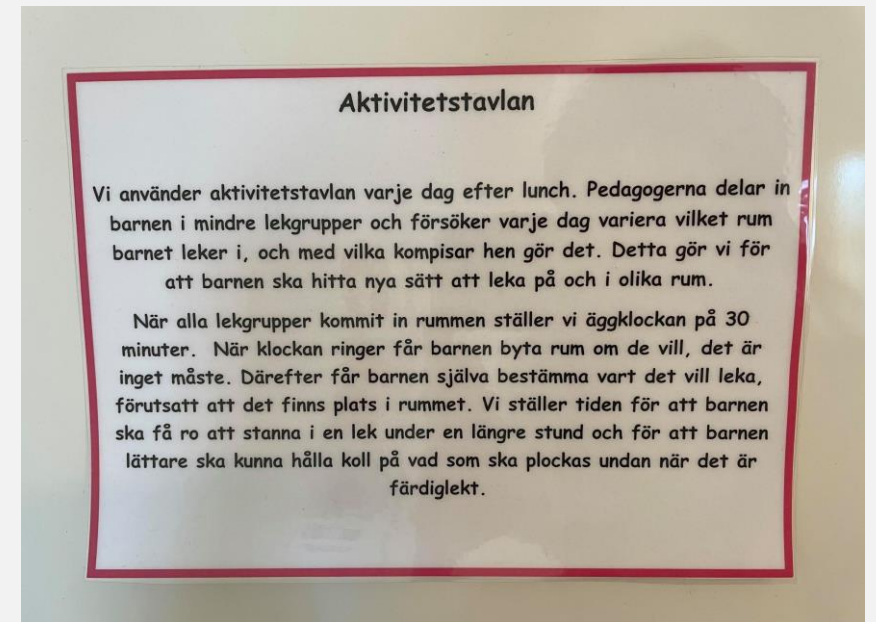 Aktivitetstavlan
Vi använder aktivitetstavlan varje dag efter lunch. Pedagogerna delar in
barnen i mindre lekgrupper och försöker varje dag variera vilket rum
barnet leker i, och med vilka kompisar hen gör det. Detta gör vi för
att barnen ska hitta nya sätt att leka på och i olika rum.
När alla lekgrupper kommit in rummen ställer vi äggklockan på 30
minuter. När klockan ringer får barnen byta rum om de vill, det är
inget måste. Därefter får barnen själva bestämma vart det vill leka,
förutsatt att det finns plats i rummet. Vi ställer tiden för att barnen
ska få ro att stanna i en lek under en längre stund och för att barnen
lättare ska kunna hålla koll på vad som ska plockas undan när det är
färdiglekt.